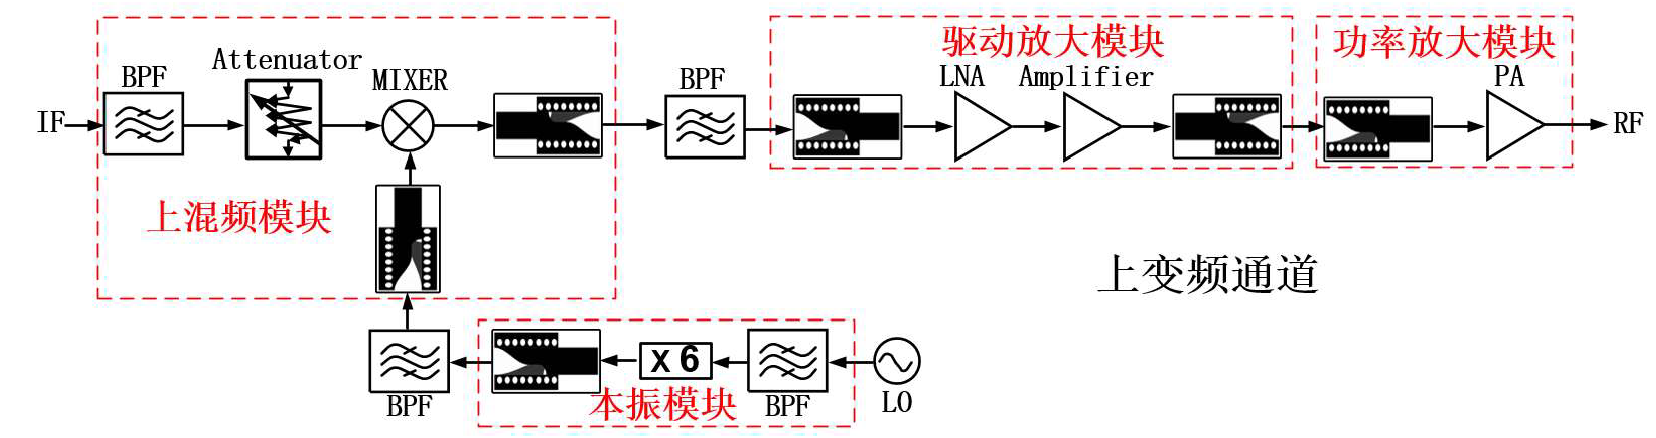 驱动放大模块
功率放大模块
Attenuator
BPF
MIXER
BPF
LNA
Amplifier
PA
IF
RF
上混频模块
上变频通道
X 6
BPF
本振模块
BPF
LO